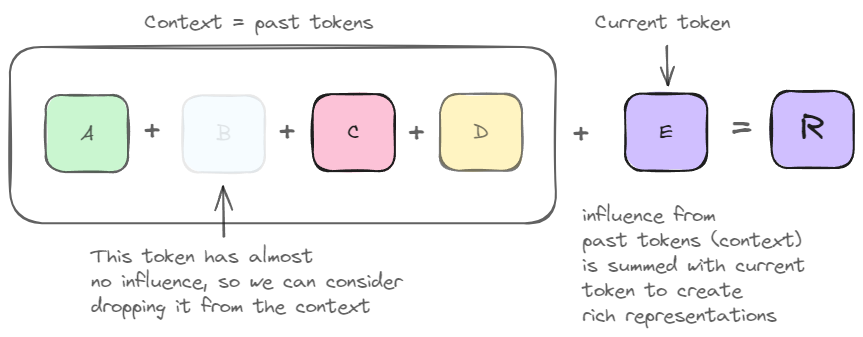 Context = past tokens
Current token
A + B + C + D + E = R
This token has almost
no influence, so we can consider
dropping it from the context
influence from
past tokens (context)
is summed with current
token to create
rich representations